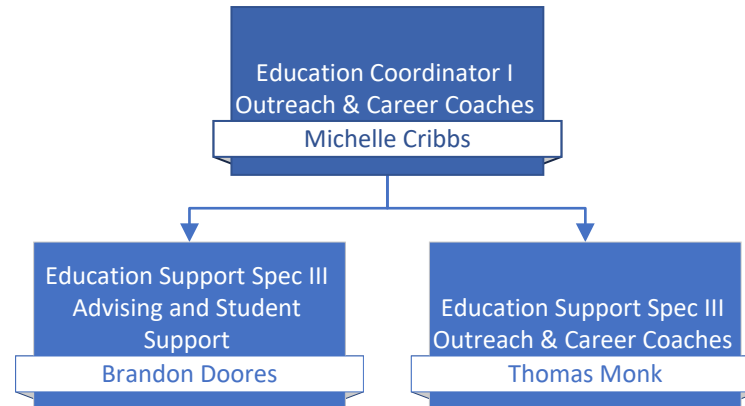 Education Coordinator I
Outreach & Career Coaches
Michelle Cribbs
Education Support Spec III
Advising and Student
Support
Brandon Doores
Education Support Spec III
Outreach & Career Coaches
Thomas Monk